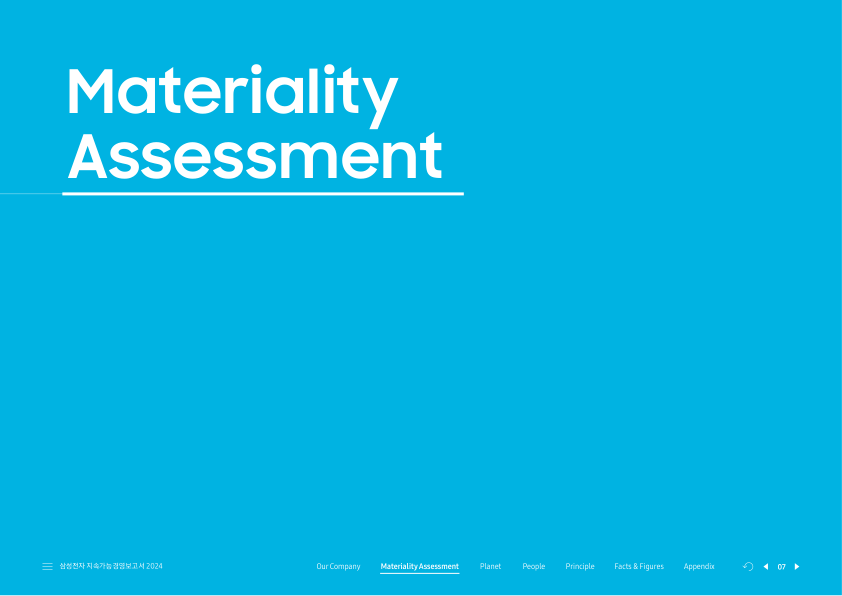 Materiality
Assessment
삼성전자 지속가능경영보고서 2024
Our Company Materiality Assessment Planet People Principle Facts & Figures Appendix 07